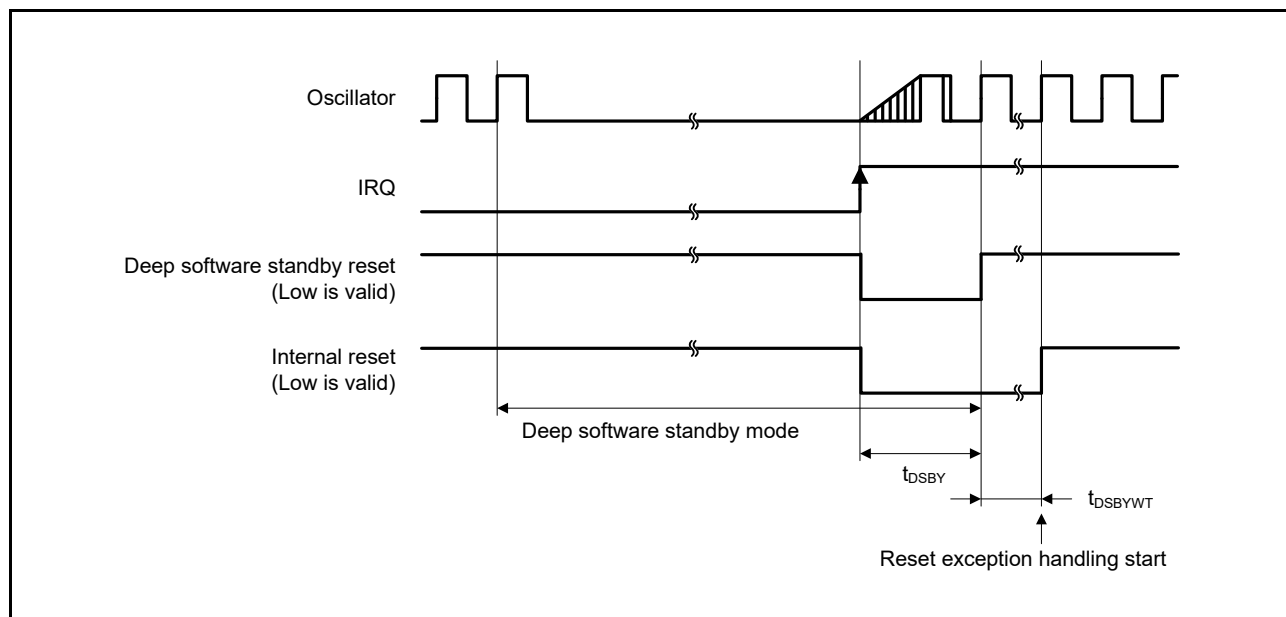 Oscillator
IRQ
Deep software standby reset
(Low is valid)
Internal reset
(Low is valid)
Deep software standby mode
tDSBY
tDSBYWT
Reset exception handling start